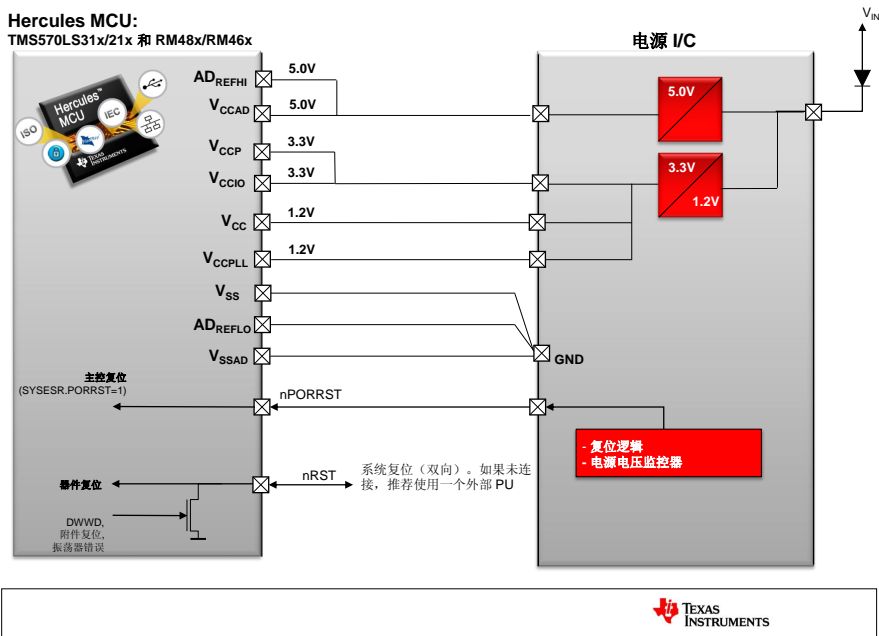 Hercules MCU:
TMS570LS31x/21x 和 RM48x/RM46x
电源 I/C
VIN
Hercules™
MCU
ISO
IEC
TEXAS
INSTRUMENTS
ADREFHI
5.0V
VCCAD
5.0V
VCCP
3.3V
VCCIO
3.3V
VCC
1.2V
VCCPLL
1.2V
VSS
ADREFLO
VSSAD
5.0V
3.3V
1.2V
GND
主控复位
(SYSESR.PORRST=1)
nPORRST
- 复位逻辑
- 电源电压监控器
器件复位
nRST
系统复位（双向）。如果未连
接，推荐使用一个外部 PU
DWWD,
附件复位,
振荡器错误
TEXAS
INSTRUMENTS